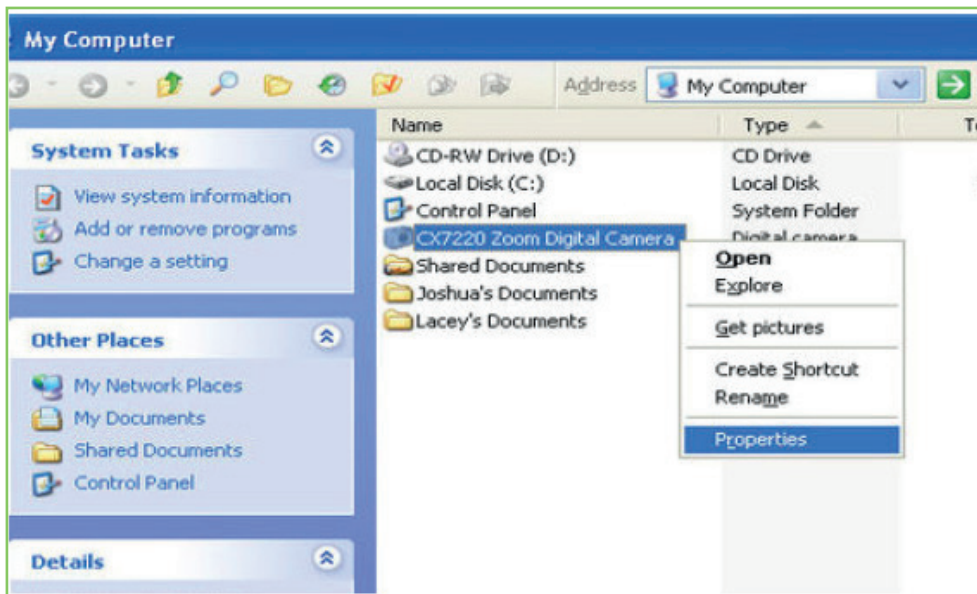 My Computer
Address My Computer
System Tasks
View system information
Add or remove programs
Change a setting
Other Places
My Network Places
My Documents
Shared Documents
Control Panel
Details
Name Type
CD-RW Drive (D:) CD Drive
Local Disk (C:) Local Disk
Control Panel System Folder
CX7220 Zoom Digital Camera Digital camera
Shared Documents
Joshua's Documents
Lacey's Documents
Open
Explore
Get pictures
Create Shortcut
Rename
Properties